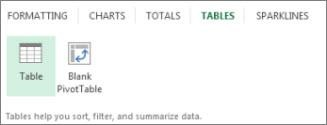 FORMATTING CHARTS TOTALS TABLES SPARKLINES
Table Blank
PivotTable
Tables help you sort, filter, and summarize data.